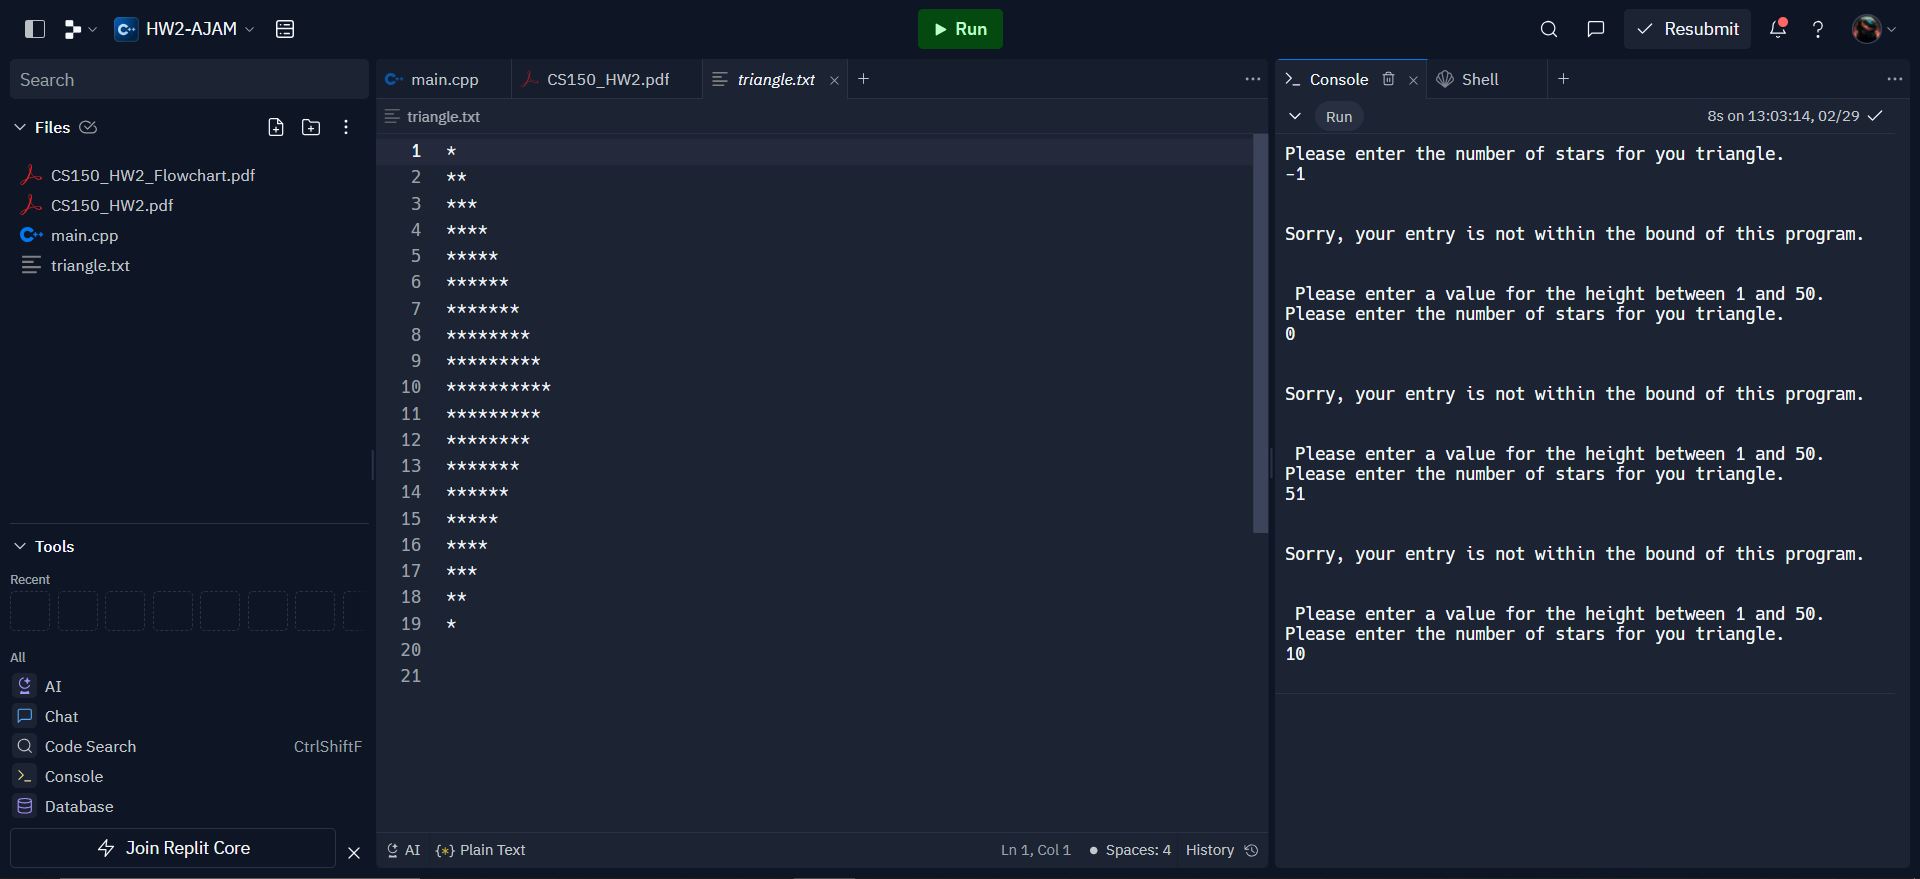 HW2-AJAM
Run
Resubmit
Search
Files
CS150_HW2_Flowchart.pdf
CS150_HW2.pdf
main.cpp
triangle.txt
Tools
Recent
All
AI
Chat
Code Search CtrlShiftF
Console
Database
Join Replit Core
main.cpp CS150_HW2.pdf triangle.txt
triangle.txt
1 *
2 **
3 ***
4 ****
5 *****
6 ******
7 *******
8 ********
9 *********
10 **********
11 *********
12 ********
13 *******
14 ******
15 *****
16 ****
17 ***
18 **
19 *
20
21
AI {*} Plain Text Ln 1, Col 1 Spaces: 4 History
Console Shell
Run 8s on 13:03:14, 02/29
Please enter the number of stars for you triangle.
-1
Sorry, your entry is not within the bound of this program.
Please enter a value for the height between 1 and 50.
Please enter the number of stars for you triangle.
0
Sorry, your entry is not within the bound of this program.
Please enter a value for the height between 1 and 50.
Please enter the number of stars for you triangle.
51
Sorry, your entry is not within the bound of this program.
Please enter a value for the height between 1 and 50.
Please enter the number of stars for you triangle.
10